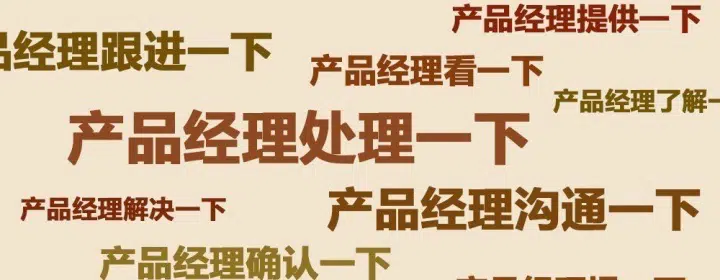 产品经理提供一下
品经理跟进一下
产品经理看一下
产品经理了解一
产品经理处理一下
产品经理解决一下
产品经理沟通一下
产品经理确认一下